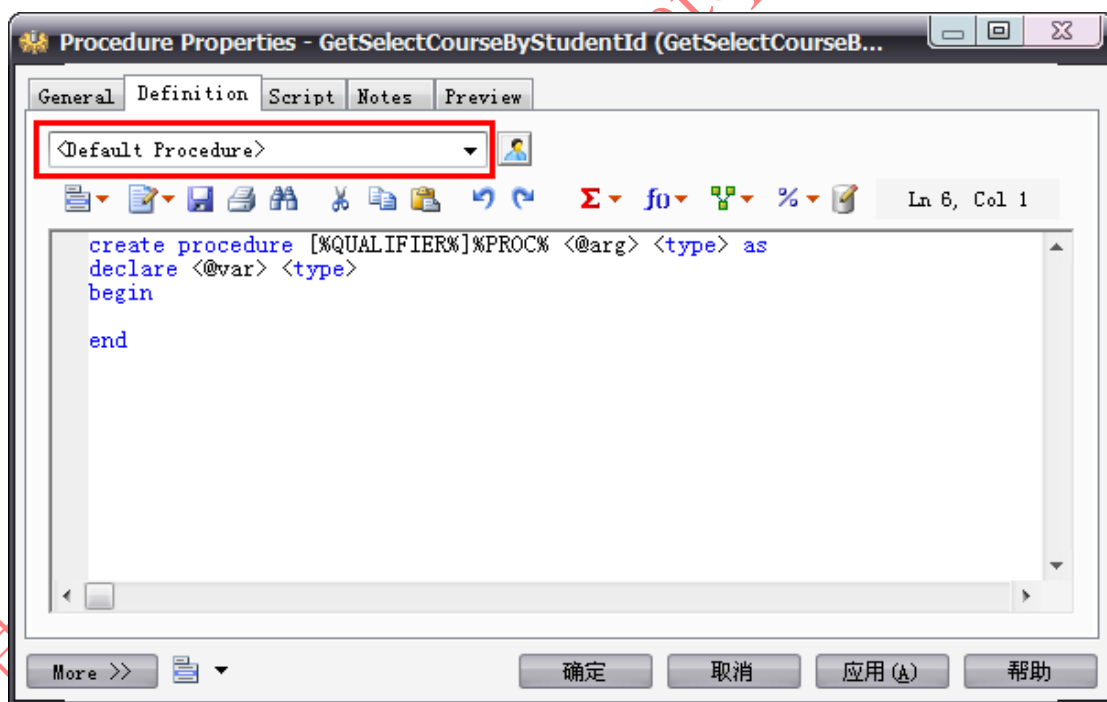 Procedure Properties - GetSelectCourseByStudentId (GetSelectCourseB...
General Definition Script Notes Preview
<Default Procedure>
Ln 6, Col 1
create procedure [%QUALIFIER%]%PROC% <@arg> <type> as
declare <@var> <type>
begin
end
More >> 确定 取消 应用(A) 帮助